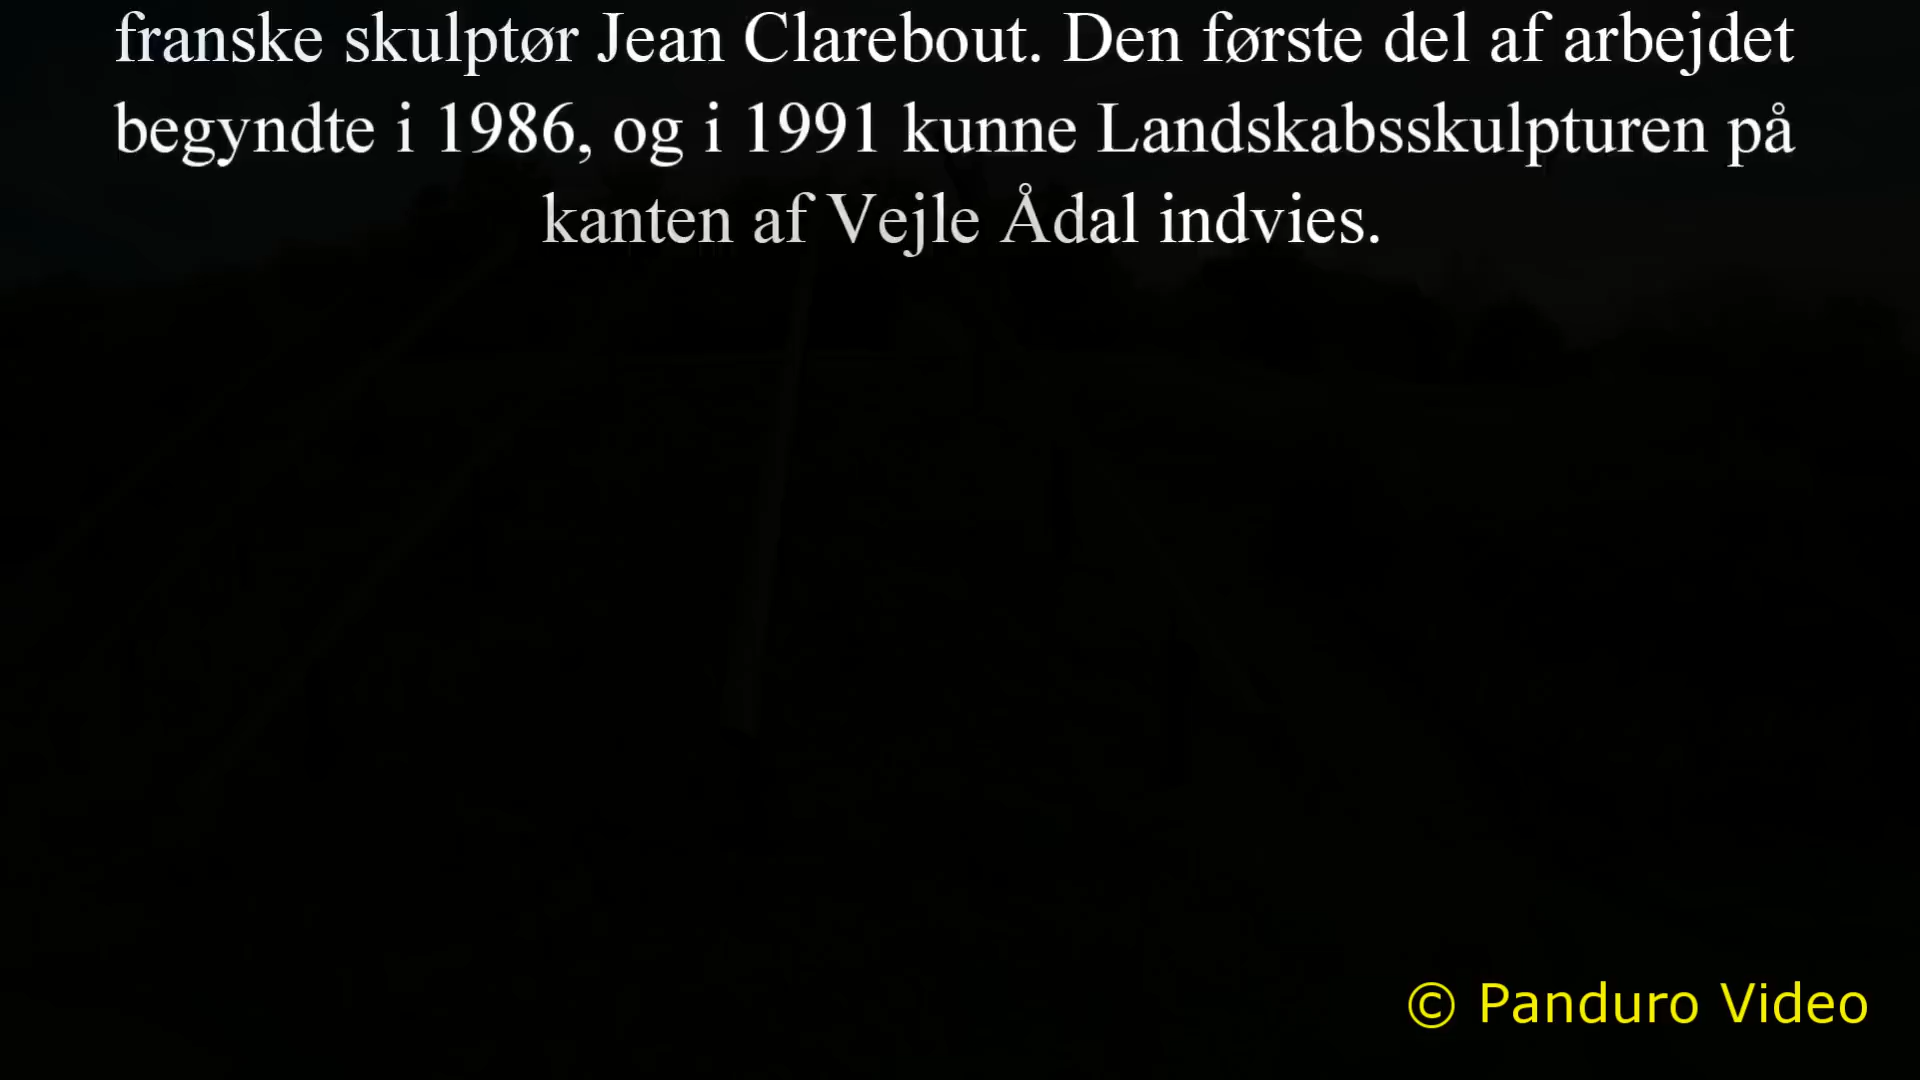 franske skulptør Jean Clarebout. Den første del af arbejdet
begyndte i 1986, og i 1991 kunne Landskabsskulpturen på
kanten af Vejle Ådal indvies.
© Panduro Video